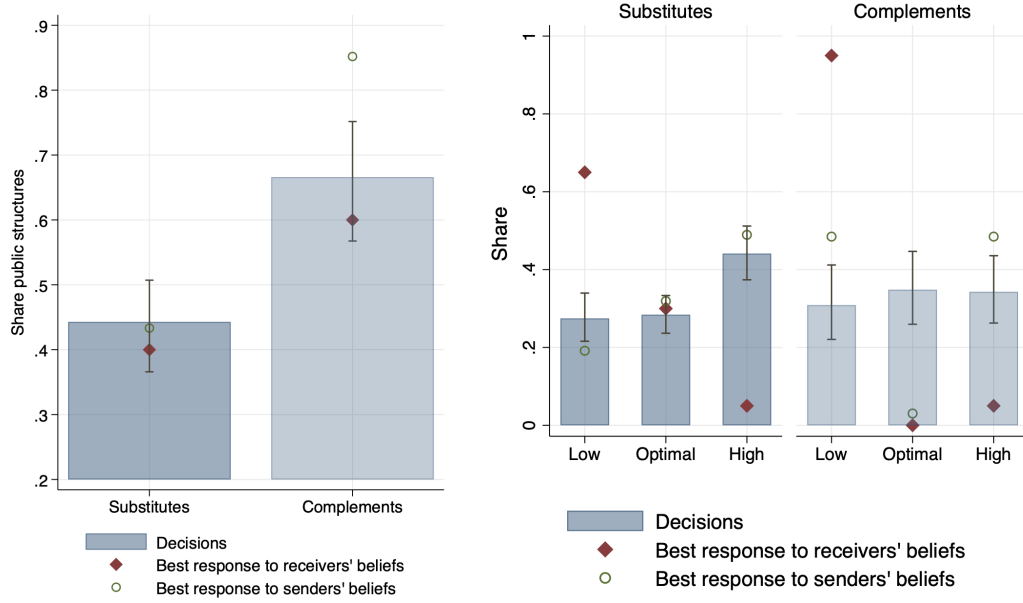 Share public structures
.9
.8
.7
.6
.5
.4
.3
.2
Substitutes
Complements
Decisions
Best response to receivers' beliefs
Best response to senders' beliefs
Substitutes
Complements
Share
1
.8
.6
.4
.2
0
Low
Optimal
High
Low
Optimal
High
Decisions
Best response to receivers' beliefs
Best response to senders' beliefs